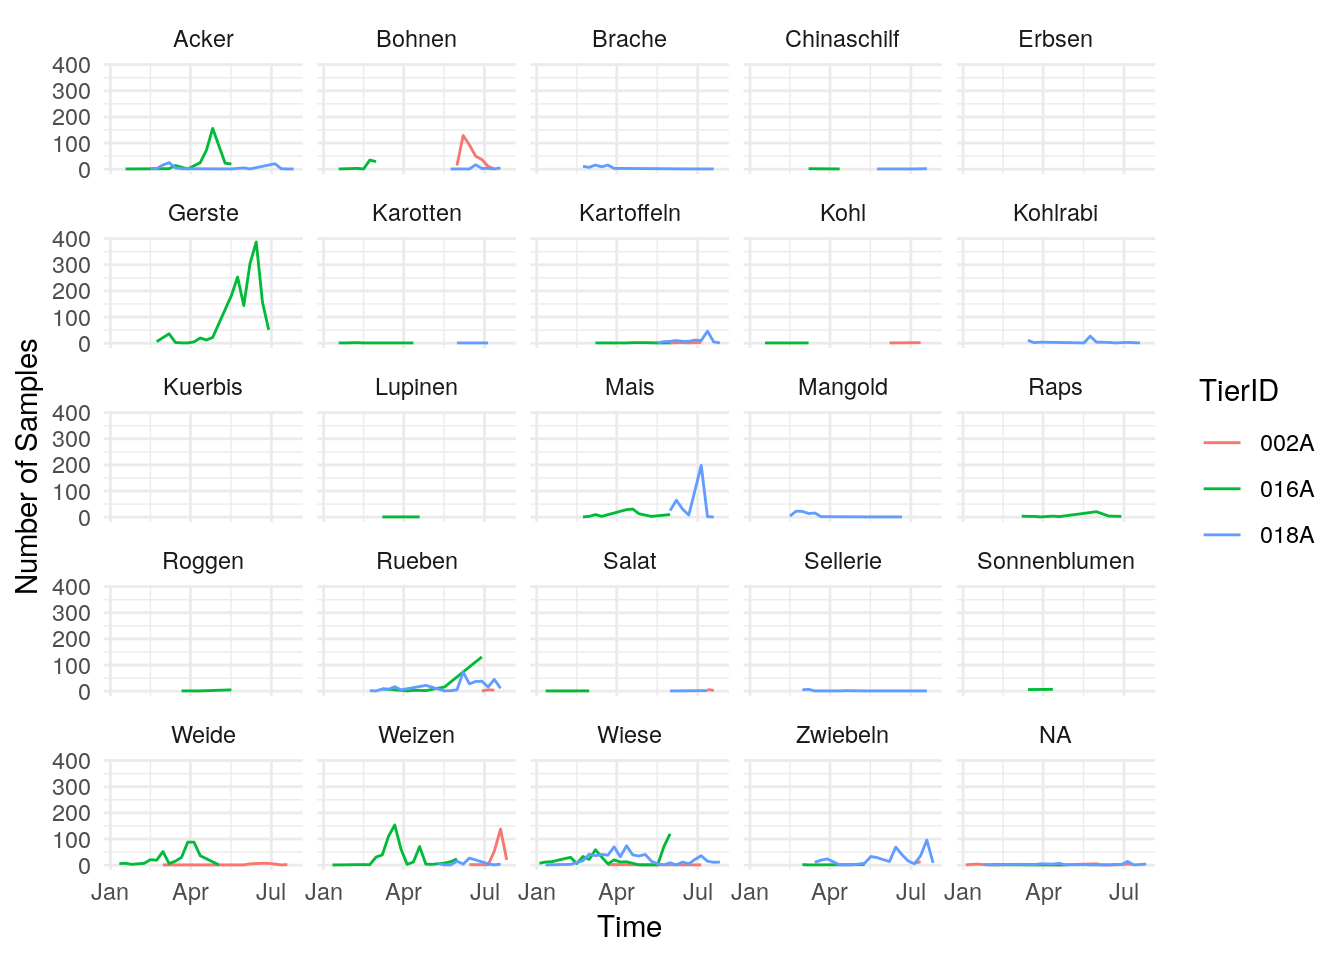 Acker Bohnen Brache Chinaschilf Erbsen
400
300
200
100
0
Gerste Karotten Kartoffeln Kohl Kohlrabi
400
300
200
100
0
Kuerbis Lupinen Mais Mangold Raps
400
300
200
100
0
Roggen Rueben Salat Sellerie Sonnenblumen
400
300
200
100
0
Weide Weizen Wiese Zwiebeln NA
400
300
200
100
0
Jan Apr Jul Jan Apr Jul Jan Apr Jul Jan Apr Jul Jan Apr Jul
Time
Number of Samples
TierID
002A
016A
018A